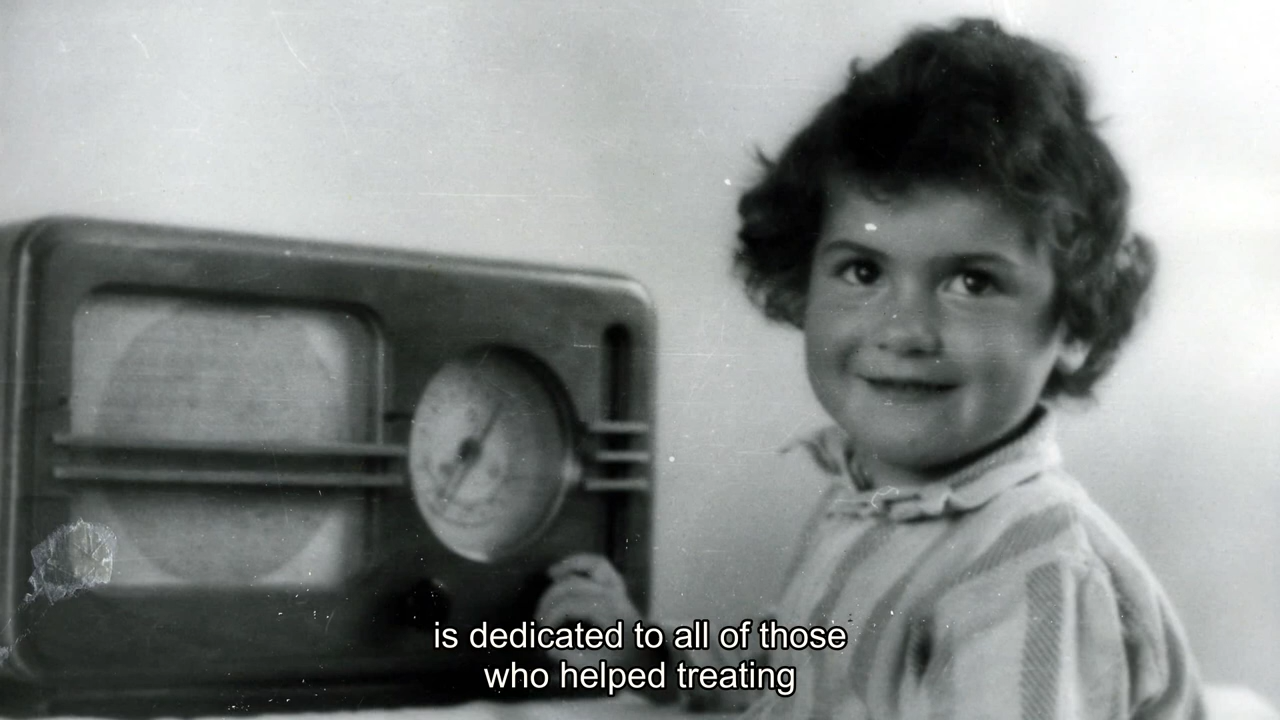 is dedicated to all of those
who helped treating